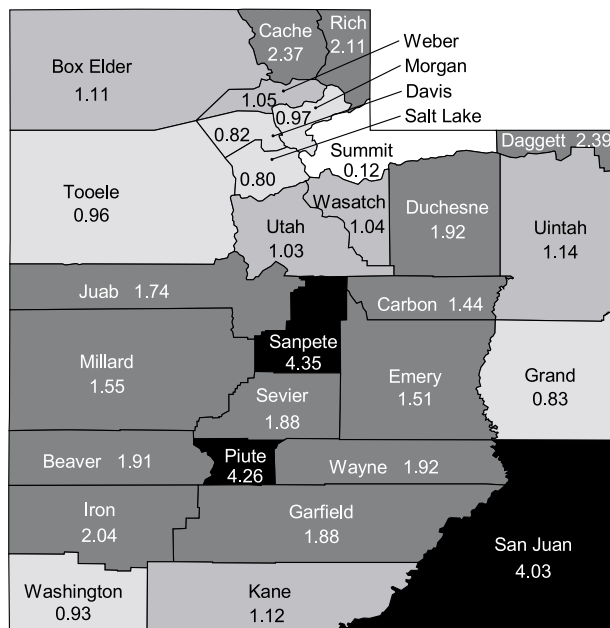 Rich
2.11
Cache
2.37
Weber
Box Elder
1.11
Morgan
Davis
1.05
Salt Lake
0.97
0.82
Summit
0.12
Daggett 2.39
0.80
Tooele
0.96
Wasatch
1.04
Duchesne
1.92
Utah
1.03
Uintah
1.14
Juab 1.74
Carbon 1.44
Sanpete
4.35
Millard
1.55
Emery
1.51
Grand
0.83
Sevier
1.88
Beaver 1.91
Piute
4.26
Wayne 1.92
Iron
2.04
Garfield
1.88
San Juan
4.03
Washington
0.93
Kane
1.12